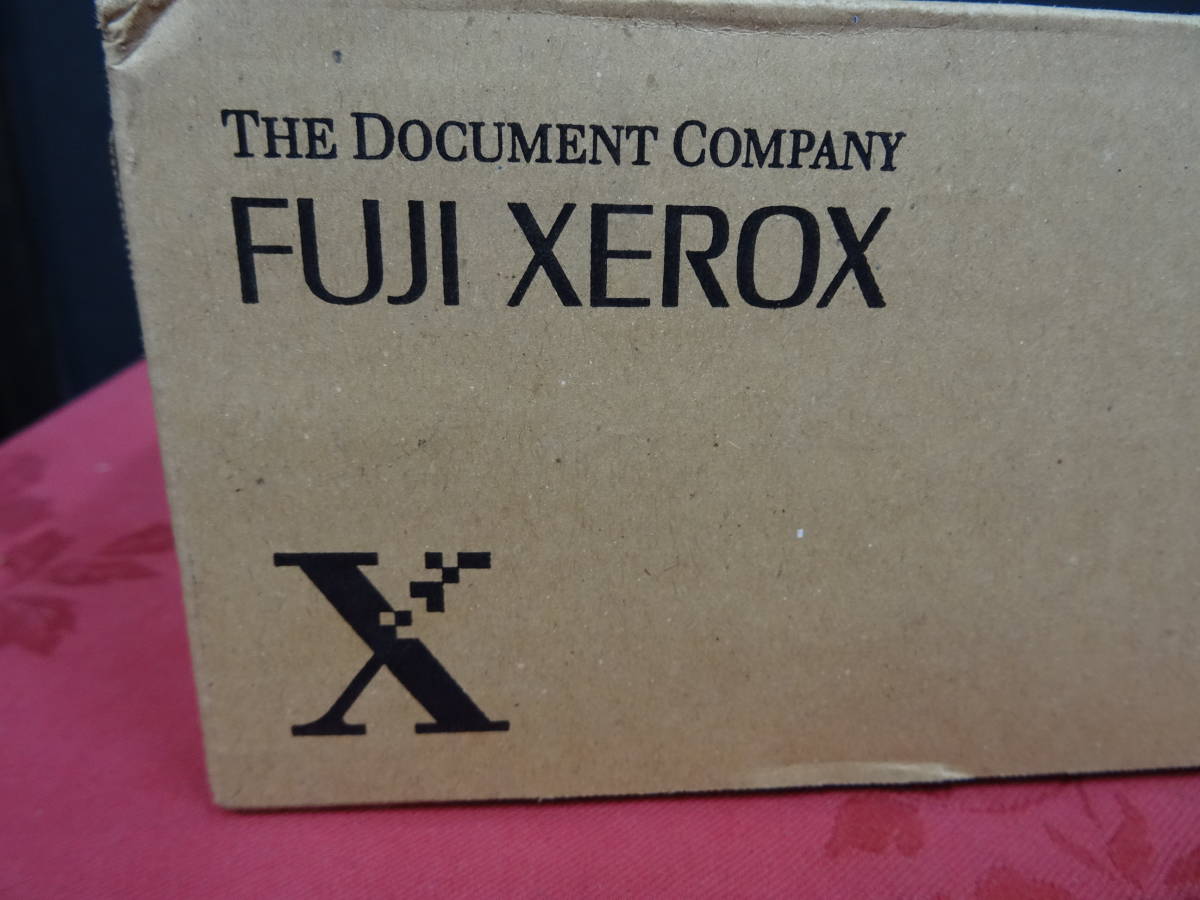 THE DOCUMENT COMPANY
FUJI XEROX
X